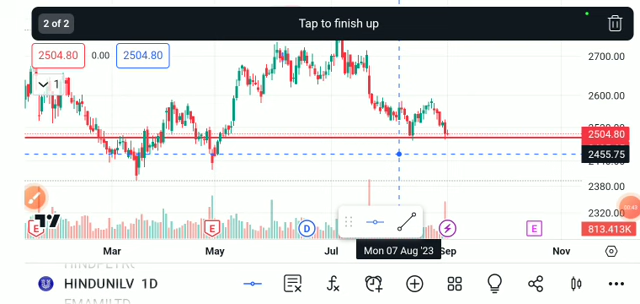 2 of 2
Tap to finish up
2504.80
0.00
2504.80
1
2700.00
2600.00
2504.80
2455.75
2380.00
2320.00
813.413K
E
E
D
E
Mon 07 Aug '23
Mar
May
Jul
Sep
Nov
HINDUNILV 1D
EMAMILTD